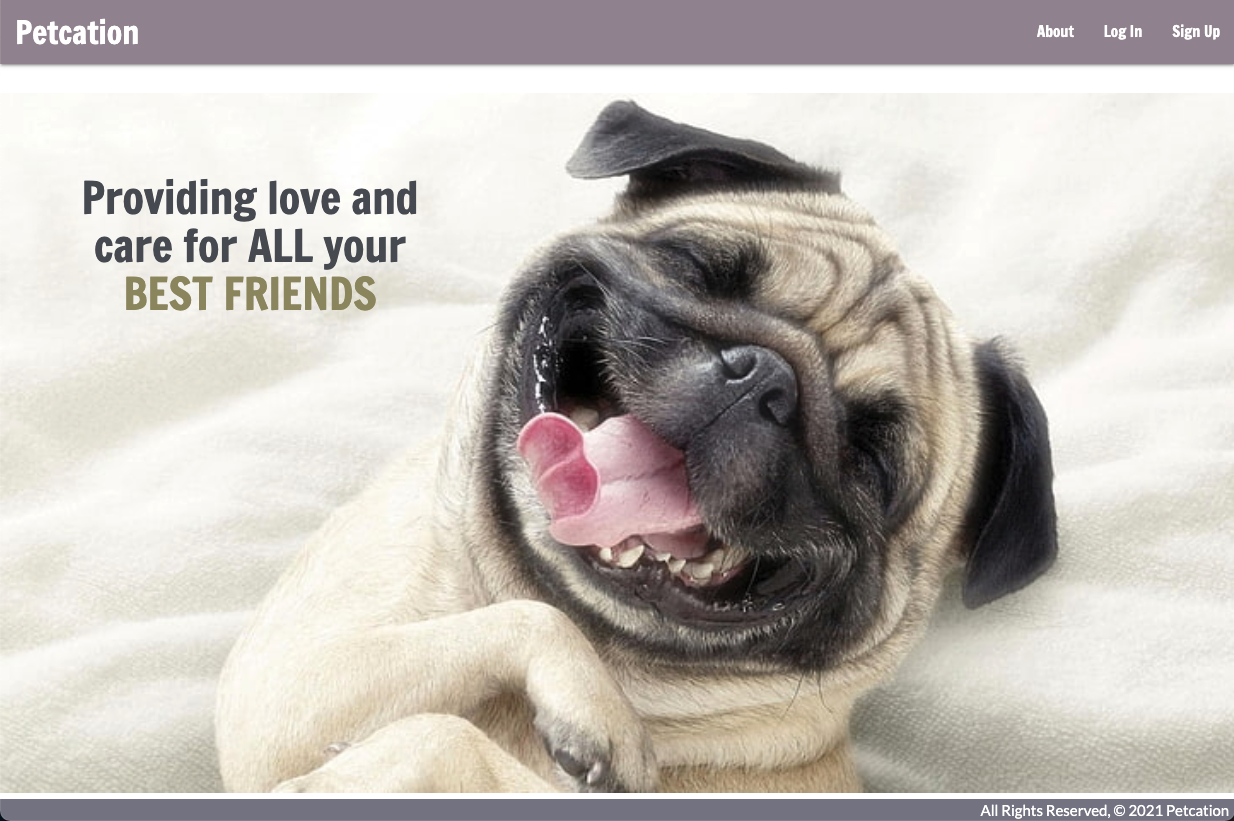 Petcation
About
Log In
Sign Up
Providing love and
care for ALL your
BEST FRIENDS
All Rights Reserved, © 2021 Petcation